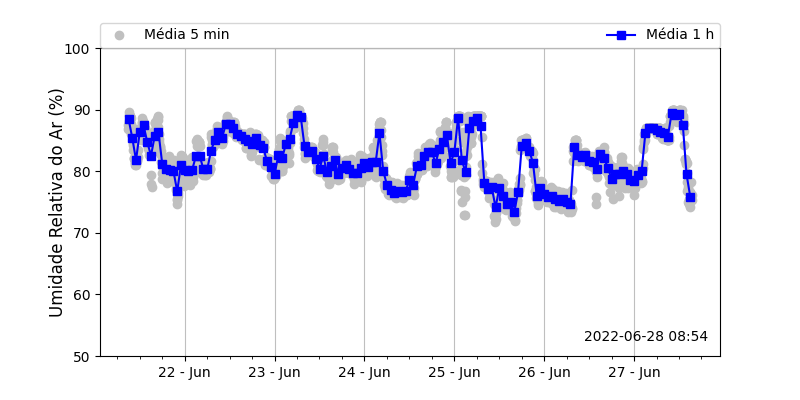 Média 5 min
Média 1 h
Umidade Relativa do Ar (%)
100
90
80
70
60
50
2022-06-28 08:54
22 - Jun
23 - Jun
24 - Jun
25 - Jun
26 - Jun
27 - Jun